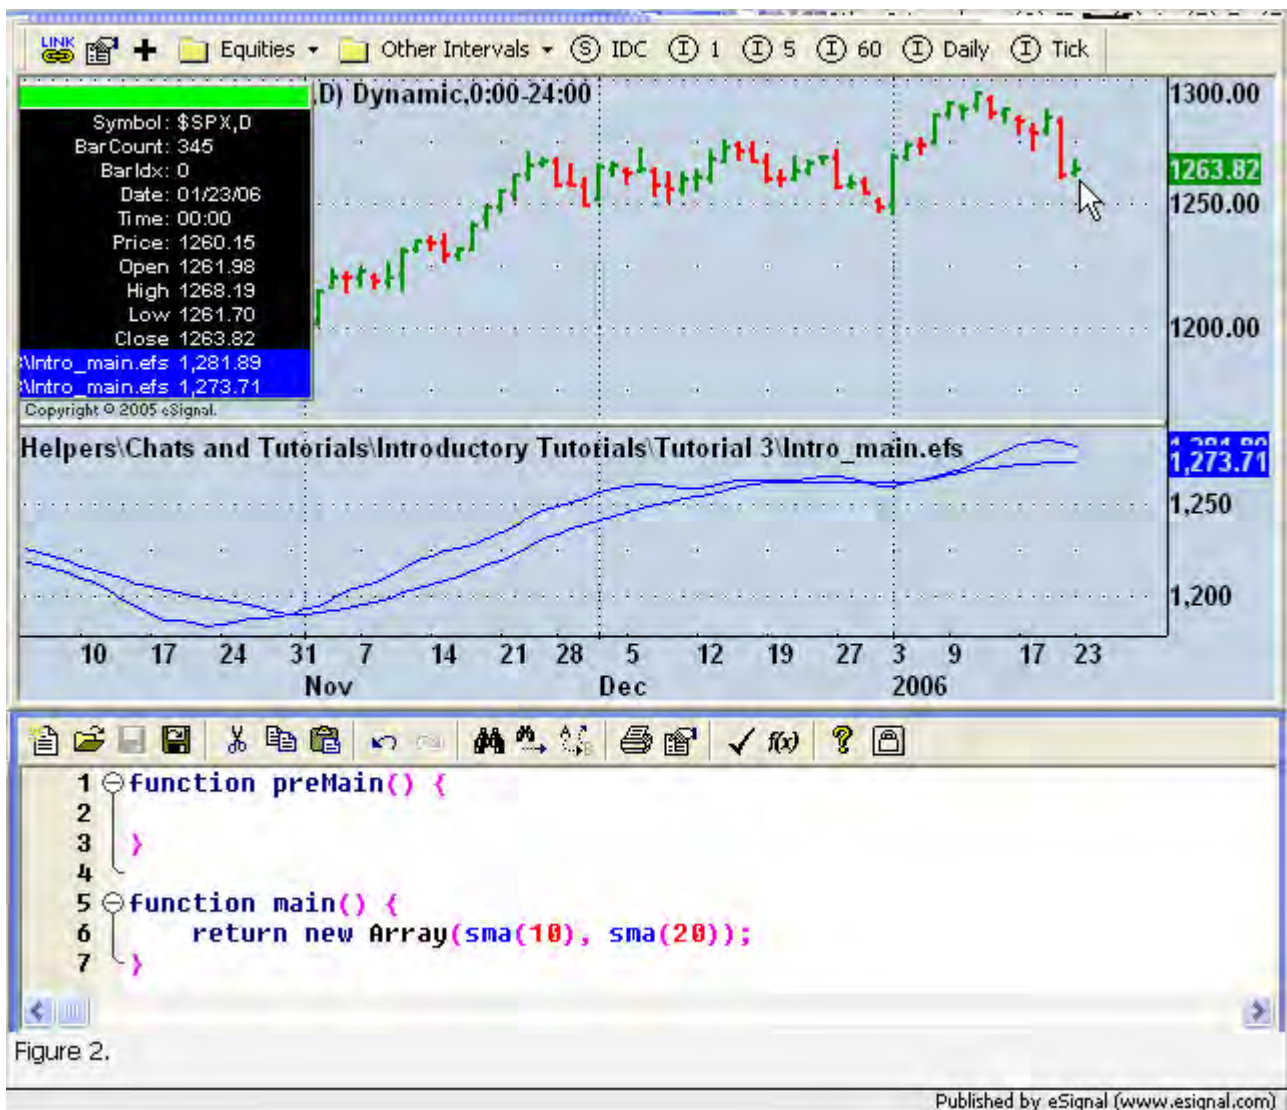 LINK Equities Other Intervals S IDC I 1 I 5 I 60 I Daily I Tick
,D) Dynamic,0:00-24:00
Symbol: $SPX,D
BarCount: 345
BarIdx: 0
Date: 01/23/06
Time: 00:00
Price: 1260.15
Open 1261.98
High 1268.19
Low 1261.70
Close 1263.82
\Intro_main.efs 1,281.89
\Intro_main.efs 1,273.71
Copyright © 2005 eSignal.
1300.00
1263.82
1250.00
1200.00
Helpers\Chats and Tutorials\Introductory Tutorials\Tutorial 3\Intro_main.efs
1,281.89
1,273.71
1,250
1,200
10 17 24 31 7 14 21 28 5 12 19 27 3 9 17 23
Nov Dec 2006
f(x) ?
1 function preMain() {
2
3 }
4
5 function main() {
6 return new Array(sma(10), sma(20));
7 }
Figure 2.
Published by eSignal (www.esignal.com)